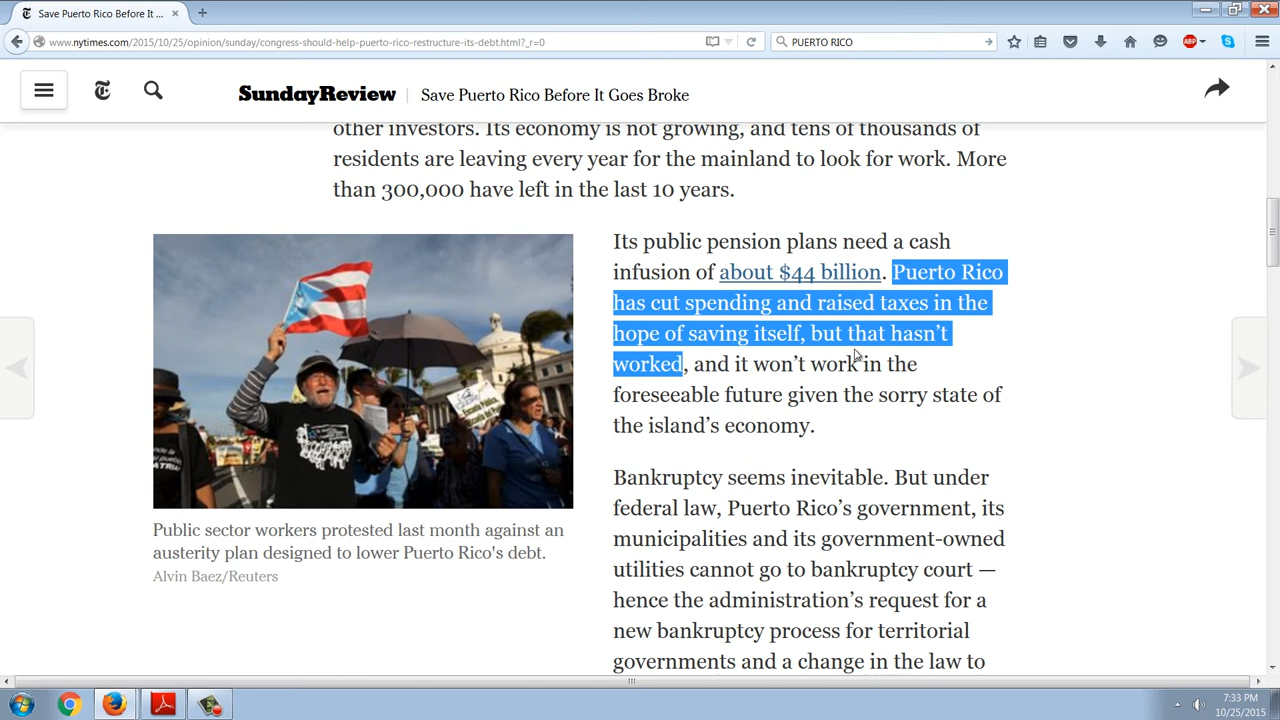 Save Puerto Rico Before It ...
www.nytimes.com/2015/10/25/opinion/sunday/congress-should-help-puerto-rico-restructure-its-debt.html?_r=0
PUERTO RICO
ABP
SundayReview | Save Puerto Rico Before It Goes Broke
other investors. Its economy is not growing, and tens of thousands of
residents are leaving every year for the mainland to look for work. More
than 300,000 have left in the last 10 years.
Its public pension plans need a cash
infusion of about $44 billion. Puerto Rico
has cut spending and raised taxes in the
hope of saving itself, but that hasn’t
worked, and it won’t work in the
foreseeable future given the sorry state of
the island’s economy.
Public sector workers protested last month against an
austerity plan designed to lower Puerto Rico's debt.
Alvin Baez/Reuters
Bankruptcy seems inevitable. But under
federal law, Puerto Rico’s government, its
municipalities and its government-owned
utilities cannot go to bankruptcy court —
hence the administration’s request for a
new bankruptcy process for territorial
governments and a change in the law to
7:33 PM
10/25/2015